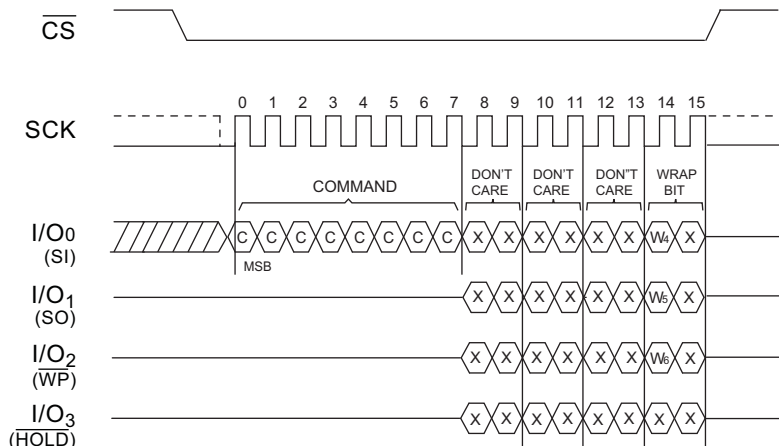 CS
0 1 2 3 4 5 6 7 8 9 10 11 12 13 14 15
SCK
COMMAND
DON'T CARE
DON'T CARE
DON"T CARE
WRAP BIT
I/O0 (SI)
C C C C C C C C X X X X X X W4 X
MSB
I/O1 (SO)
X X X X X X W5 X
I/O2 (WP)
X X X X X X W6 X
I/O3 (HOLD)
X X X X X X X X